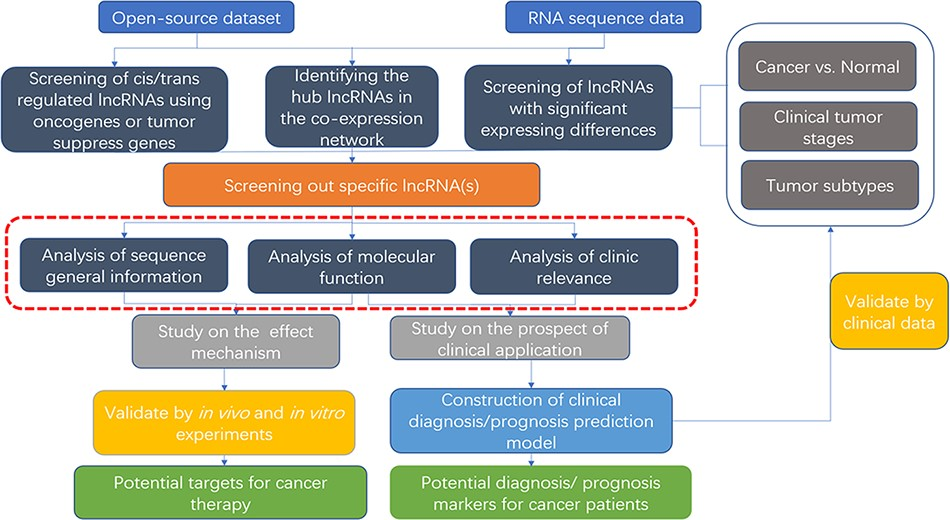 Open-source dataset
RNA sequence data
Screening of cis/trans
regulated lncRNAs using
oncogenes or tumor
suppress genes
Identifying the
hub lncRNAs in
the co-expression
network
Screening of lncRNAs
with significant
expressing differences
Cancer vs. Normal
Clinical tumor
stages
Tumor subtypes
Screening out specific lncRNA(s)
Analysis of sequence
general information
Analysis of molecular
function
Analysis of clinic
relevance
Validate by
clinical data
Study on the effect
mechanism
Study on the prospect of
clinical application
Validate by in vivo and in vitro
experiments
Construction of clinical
diagnosis/prognosis prediction
model
Potential targets for cancer
therapy
Potential diagnosis/ prognosis
markers for cancer patients